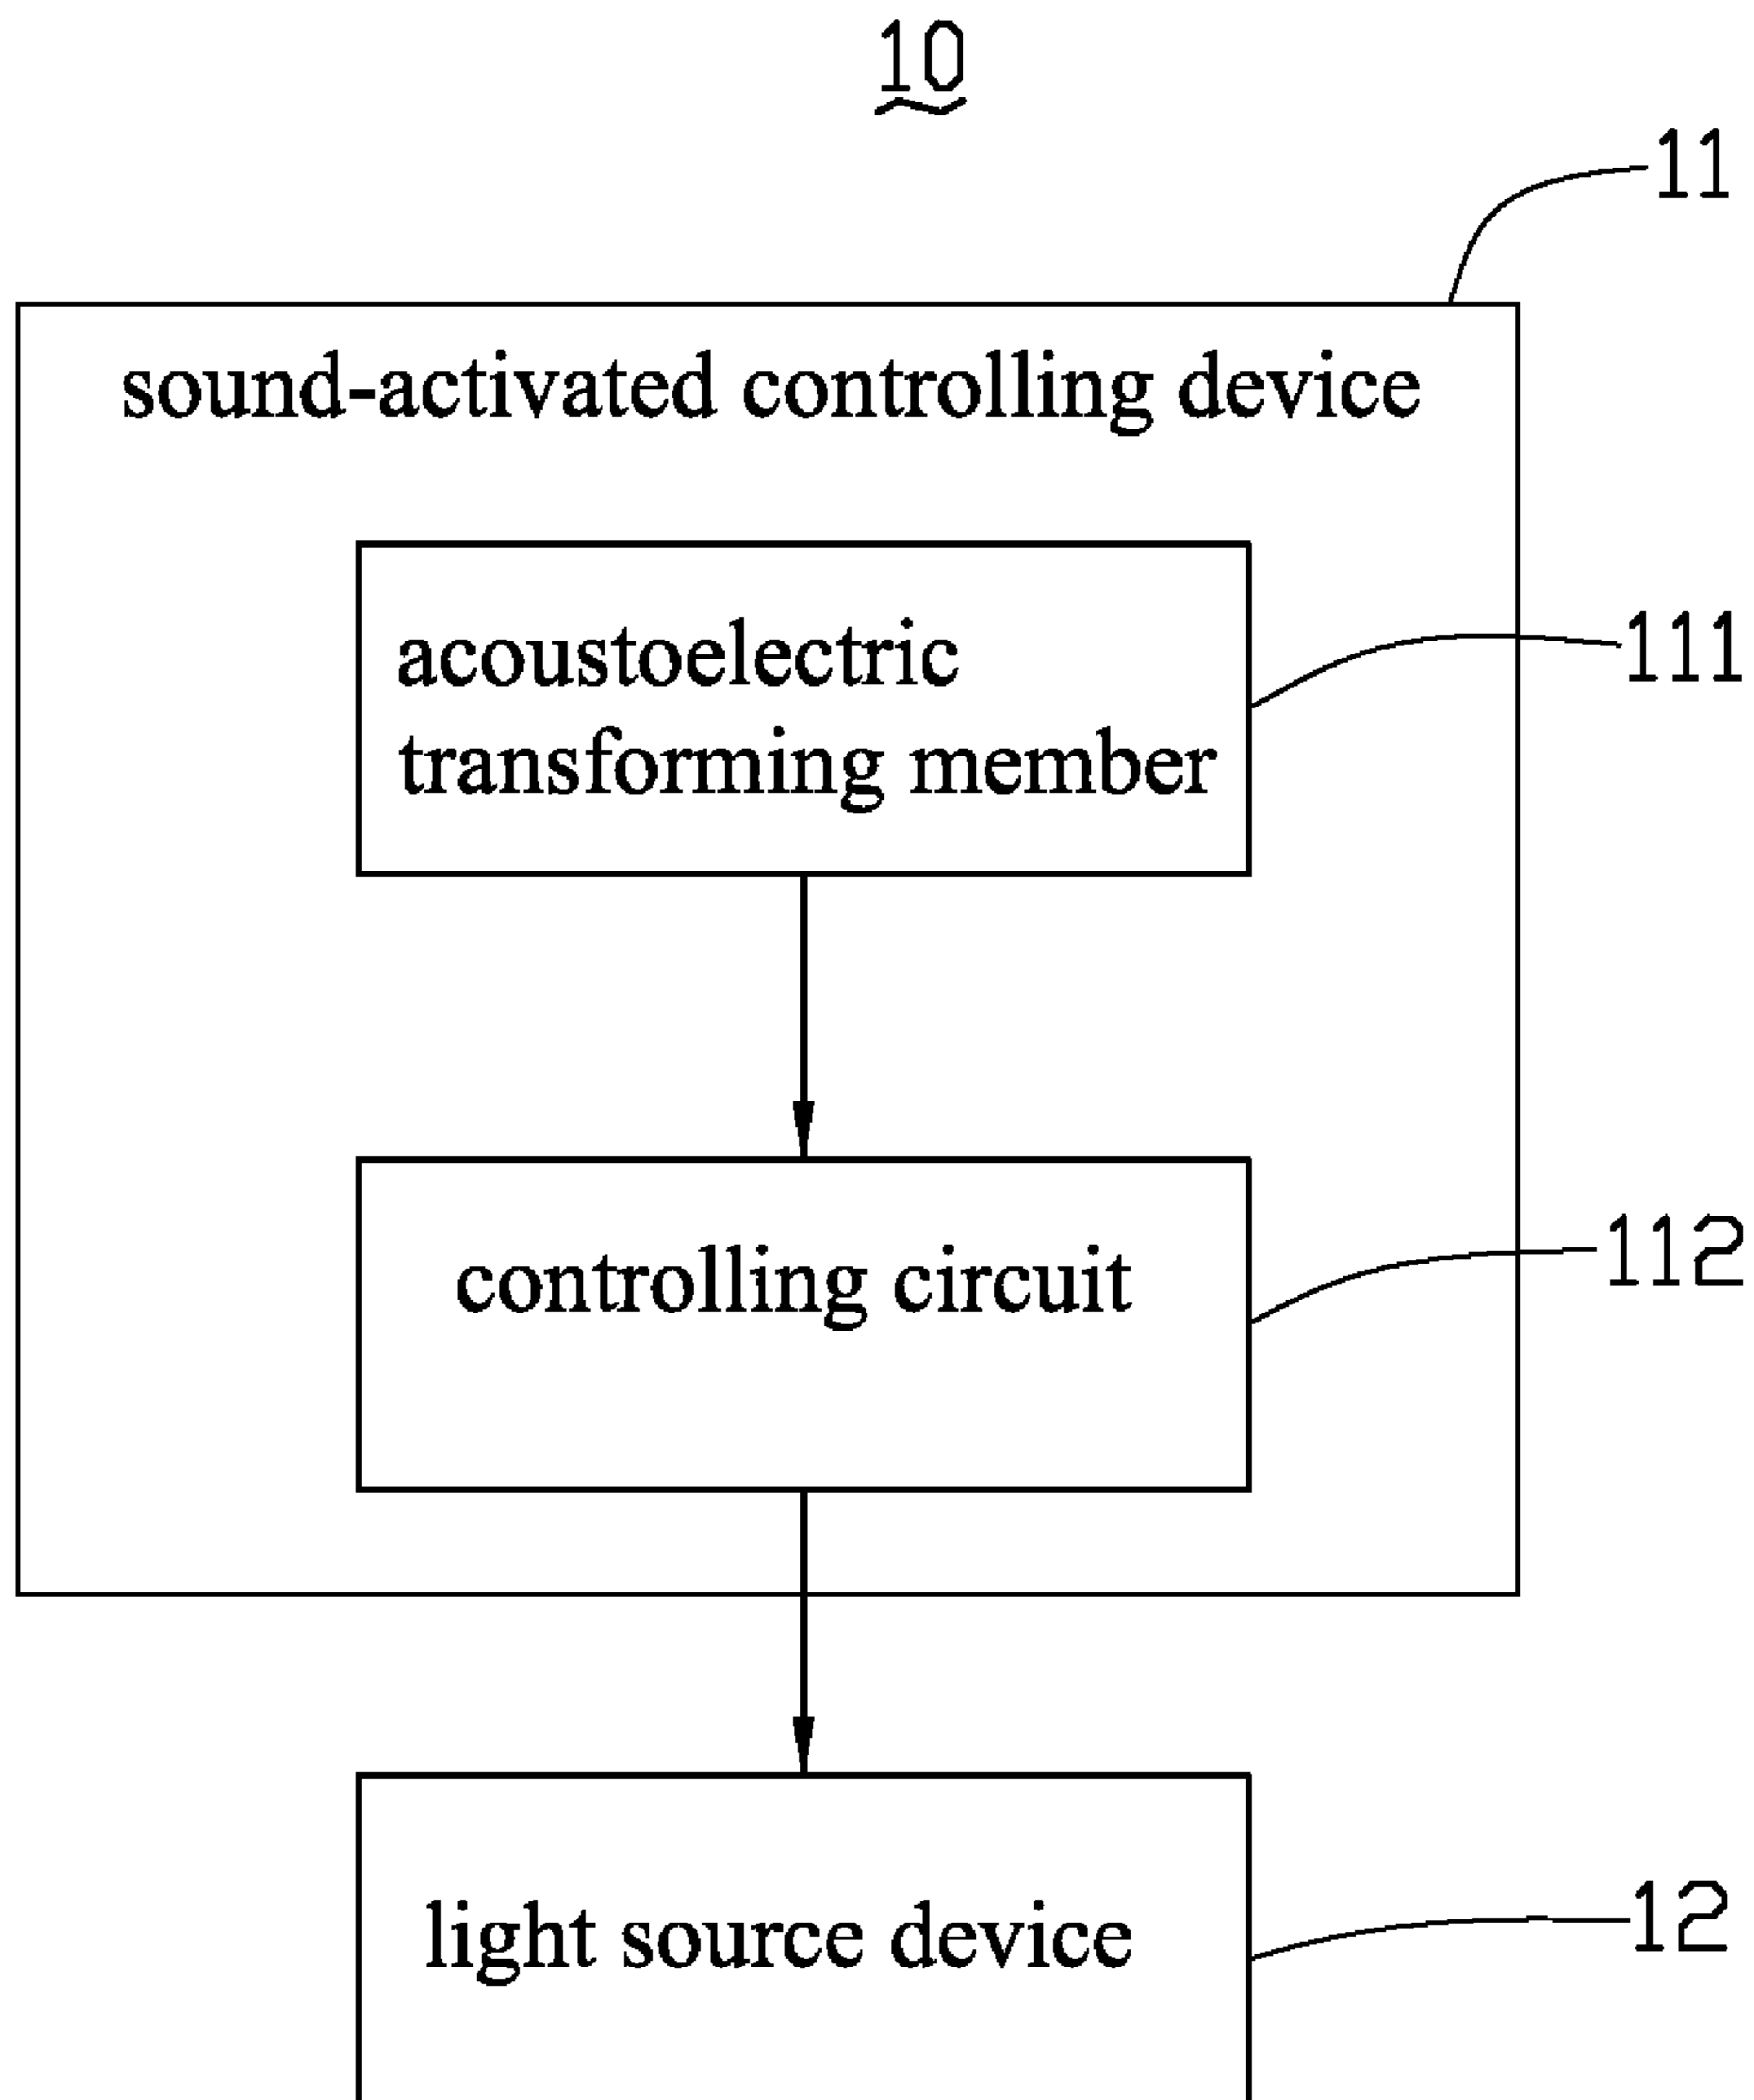 10
11
sound-activated controlling device
acoustoelectric
transforming member
111
controlling circuit
112
light source device
12